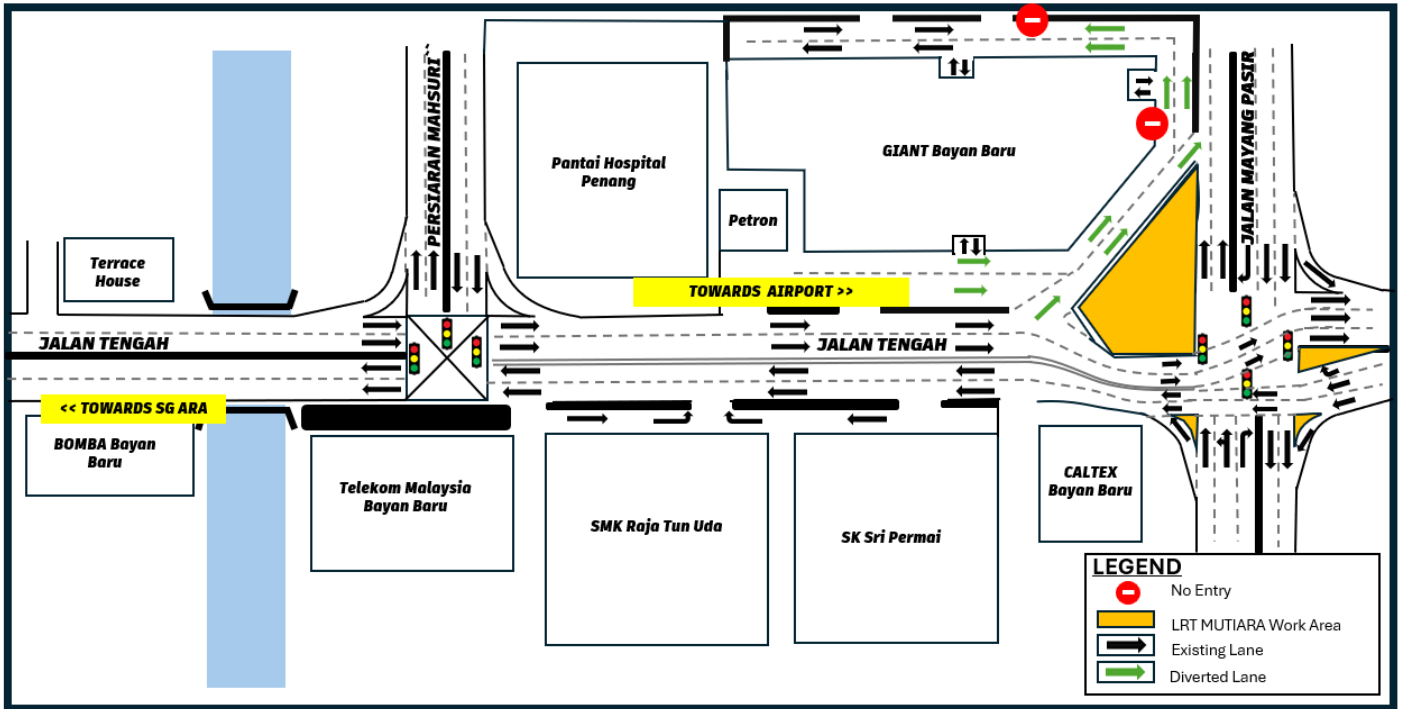 PERSIARAN MAHSURI
JALAN MAYANG PASIR
GIANT Bayan Baru
Pantai Hospital
Penang
Petron
Terrace
House
TOWARDS AIRPORT >>
JALAN TENGAH
JALAN TENGAH
<< TOWARDS SG ARA
BOMBA Bayan
Baru
Telekom Malaysia
Bayan Baru
SMK Raja Tun Uda
SK Sri Permai
CALTEX
Bayan Baru
LEGEND
No Entry
LRT MUTIARA Work Area
Existing Lane
Diverted Lane